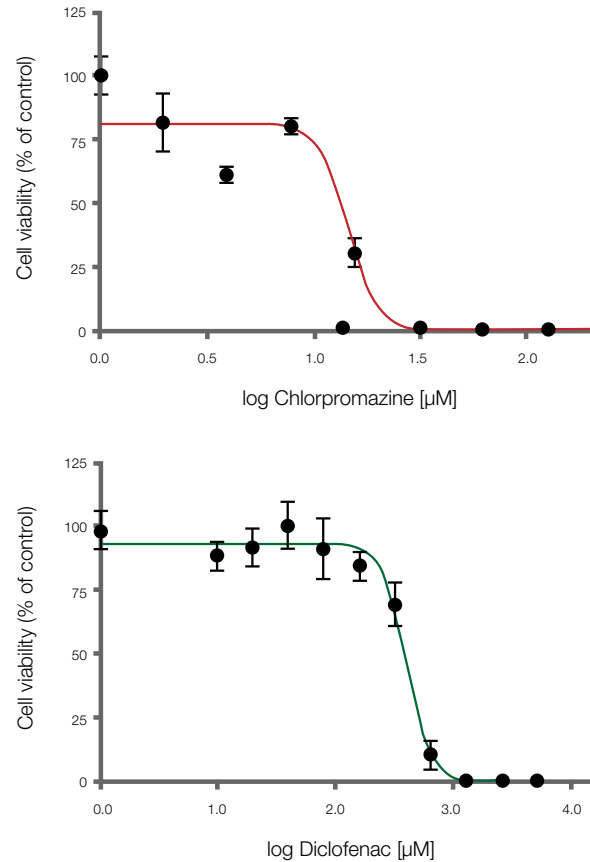 Cell viability (% of control)
125
100
75
50
25
0
0.0 0.5 1.0 1.5 2.0
log Chlorpromazine [µM]
Cell viability (% of control)
125
100
75
50
25
0
0.0 1.0 2.0 3.0 4.0
log Diclofenac [µM]